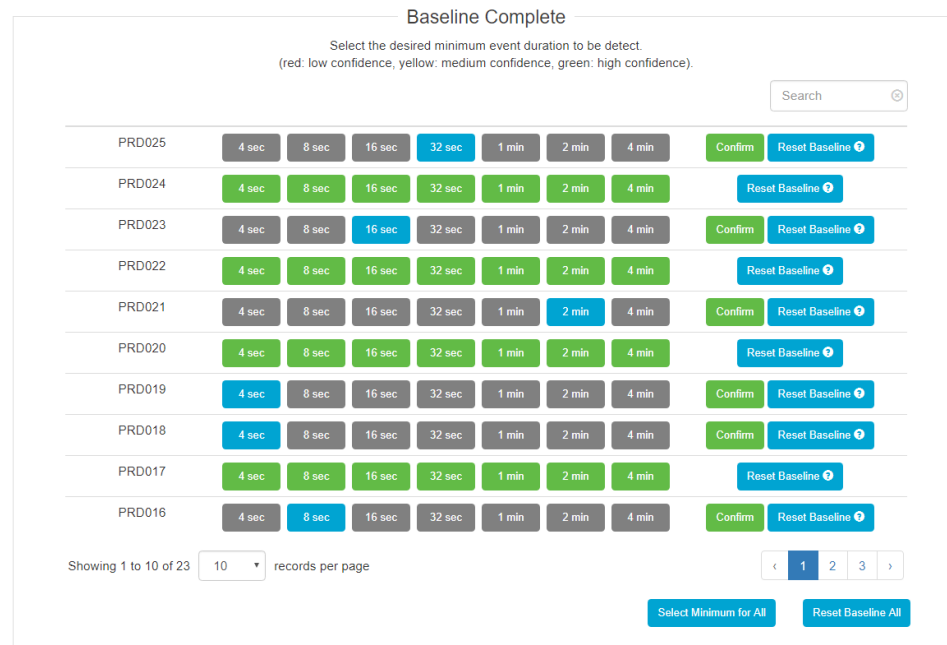 Baseline Complete
Select the desired minimum event duration to be detect.
(red: low confidence, yellow: medium confidence, green: high confidence).
Search
PRD025 4 sec 8 sec 16 sec 32 sec 1 min 2 min 4 min Confirm Reset Baseline ?
PRD024 4 sec 8 sec 16 sec 32 sec 1 min 2 min 4 min Reset Baseline ?
PRD023 4 sec 8 sec 16 sec 32 sec 1 min 2 min 4 min Confirm Reset Baseline ?
PRD022 4 sec 8 sec 16 sec 32 sec 1 min 2 min 4 min Reset Baseline ?
PRD021 4 sec 8 sec 16 sec 32 sec 1 min 2 min 4 min Confirm Reset Baseline ?
PRD020 4 sec 8 sec 16 sec 32 sec 1 min 2 min 4 min Reset Baseline ?
PRD019 4 sec 8 sec 16 sec 32 sec 1 min 2 min 4 min Confirm Reset Baseline ?
PRD018 4 sec 8 sec 16 sec 32 sec 1 min 2 min 4 min Confirm Reset Baseline ?
PRD017 4 sec 8 sec 16 sec 32 sec 1 min 2 min 4 min Reset Baseline ?
PRD016 4 sec 8 sec 16 sec 32 sec 1 min 2 min 4 min Confirm Reset Baseline ?
Showing 1 to 10 of 23 10 records per page ‹ 1 2 3 ›
Select Minimum for All Reset Baseline All